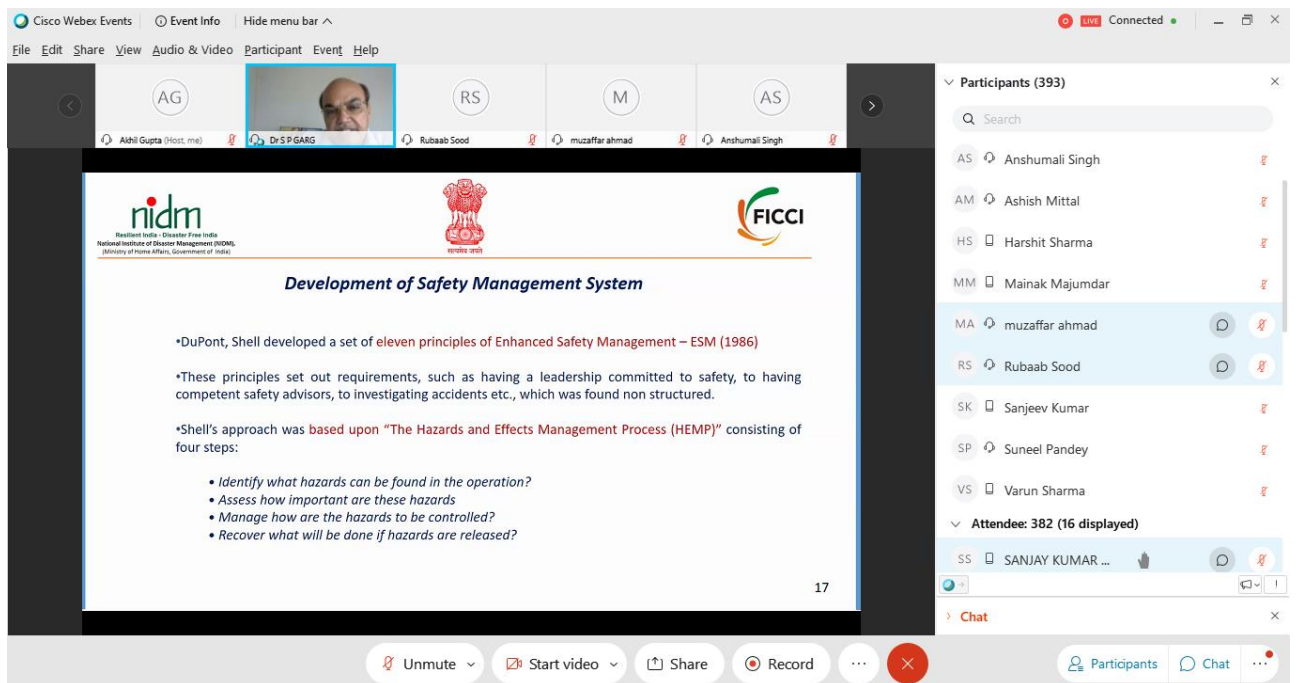 Cisco Webex Events
Event Info
Hide menu bar
LIVE
Connected
File Edit Share View Audio & Video Participant Event Help
AG
RS
M
AS
Akhil Gupta (Host, me)
Dr S P GARG
Rubaab Sood
muzaffar ahmad
Anshumali Singh
nidm
Resilient India - Disaster Free India
National Institute of Disaster Management (NIDM),
(Ministry of Home Affairs, Government of India)
सत्यमेव जयते
FICCI
Development of Safety Management System
•DuPont, Shell developed a set of eleven principles of Enhanced Safety Management – ESM (1986)
•These principles set out requirements, such as having a leadership committed to safety, to having
competent safety advisors, to investigating accidents etc., which was found non structured.
•Shell's approach was based upon "The Hazards and Effects Management Process (HEMP)" consisting of
four steps:
• Identify what hazards can be found in the operation?
• Assess how important are these hazards
• Manage how are the hazards to be controlled?
• Recover what will be done if hazards are released?
17
Participants (393)
Search
AS Anshumali Singh
AM Ashish Mittal
HS Harshit Sharma
MM Mainak Majumdar
MA muzaffar ahmad
RS Rubaab Sood
SK Sanjeev Kumar
SP Suneel Pandey
VS Varun Sharma
Attendee: 382 (16 displayed)
SS SANJAY KUMAR ...
Chat
Unmute
Start video
Share
Record
Participants
Chat